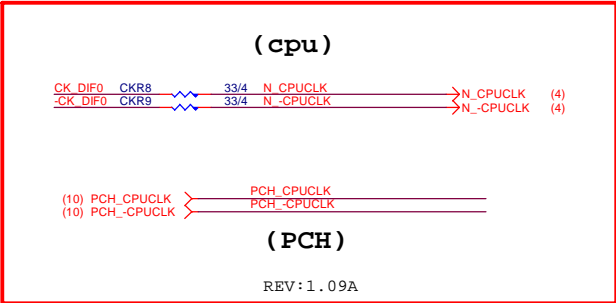 (cpu)
CK_DIF0 CKR8 33/4 N_CPUCLK N_CPUCLK (4)
-CK_DIF0 CKR9 33/4 N_-CPUCLK N_-CPUCLK (4)
(10) PCH_CPUCLK PCH_CPUCLK
(10) PCH_-CPUCLK PCH_-CPUCLK
(PCH)
REV:1.09A